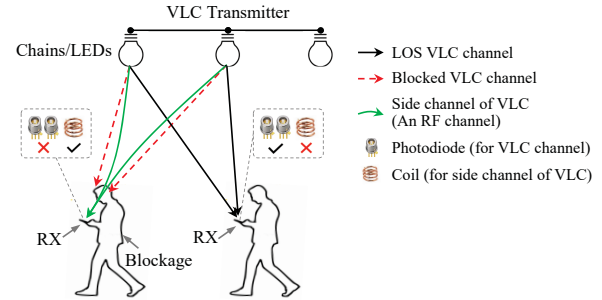 VLC Transmitter
Chains/LEDs
LOS VLC channel
Blocked VLC channel
Side channel of VLC
(An RF channel)
Photodiode (for VLC channel)
Coil (for side channel of VLC)
RX
RX
Blockage